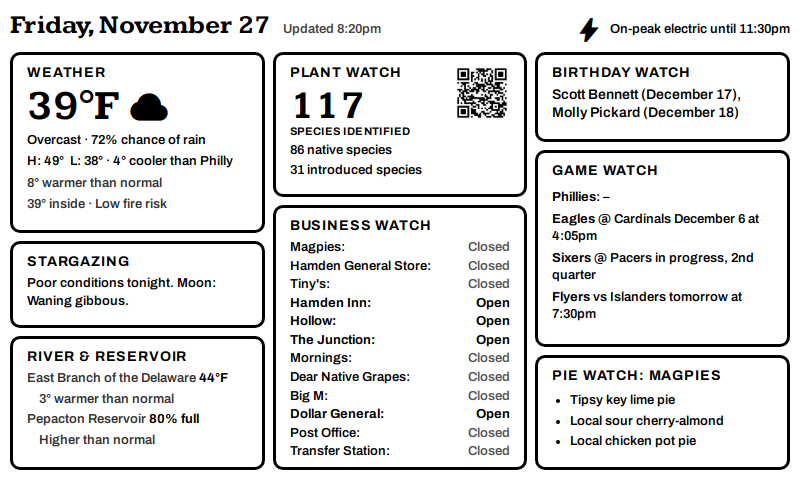 Friday, November 27
Updated 8:20pm
On-peak electric until 11:30pm
WEATHER
39°F
Overcast · 72% chance of rain
H: 49° L: 38° · 4° cooler than Philly
8° warmer than normal
39° inside · Low fire risk
STARGAZING
Poor conditions tonight. Moon:
Waning gibbous.
RIVER & RESERVOIR
East Branch of the Delaware 44°F
3° warmer than normal
Pepacton Reservoir 80% full
Higher than normal
PLANT WATCH
117
SPECIES IDENTIFIED
86 native species
31 introduced species
BUSINESS WATCH
Magpies: Closed
Hamden General Store: Closed
Tiny's: Closed
Hamden Inn: Open
Hollow: Open
The Junction: Open
Mornings: Closed
Dear Native Grapes: Closed
Big M: Closed
Dollar General: Open
Post Office: Closed
Transfer Station: Closed
BIRTHDAY WATCH
Scott Bennett (December 17),
Molly Pickard (December 18)
GAME WATCH
Phillies: –
Eagles @ Cardinals December 6 at
4:05pm
Sixers @ Pacers in progress, 2nd
quarter
Flyers vs Islanders tomorrow at
7:30pm
PIE WATCH: MAGPIES
• Tipsy key lime pie
• Local sour cherry-almond
• Local chicken pot pie